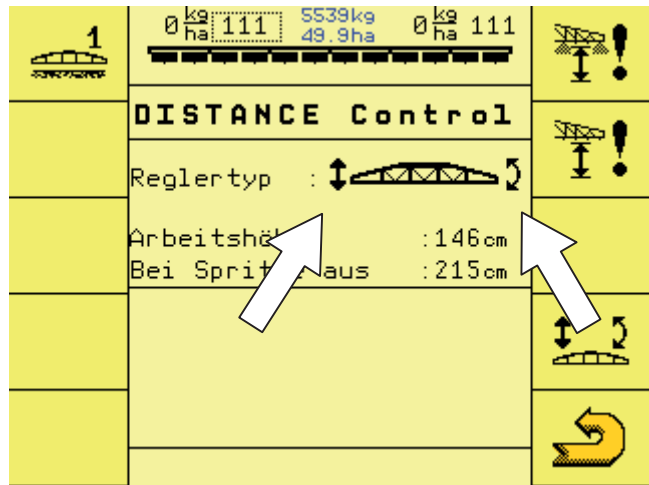 1
0 kg/ha 111 5539kg 0 kg/ha 111
49.9ha
DISTANCE Control
Reglertyp :
:146cm
Bei aus :215cm